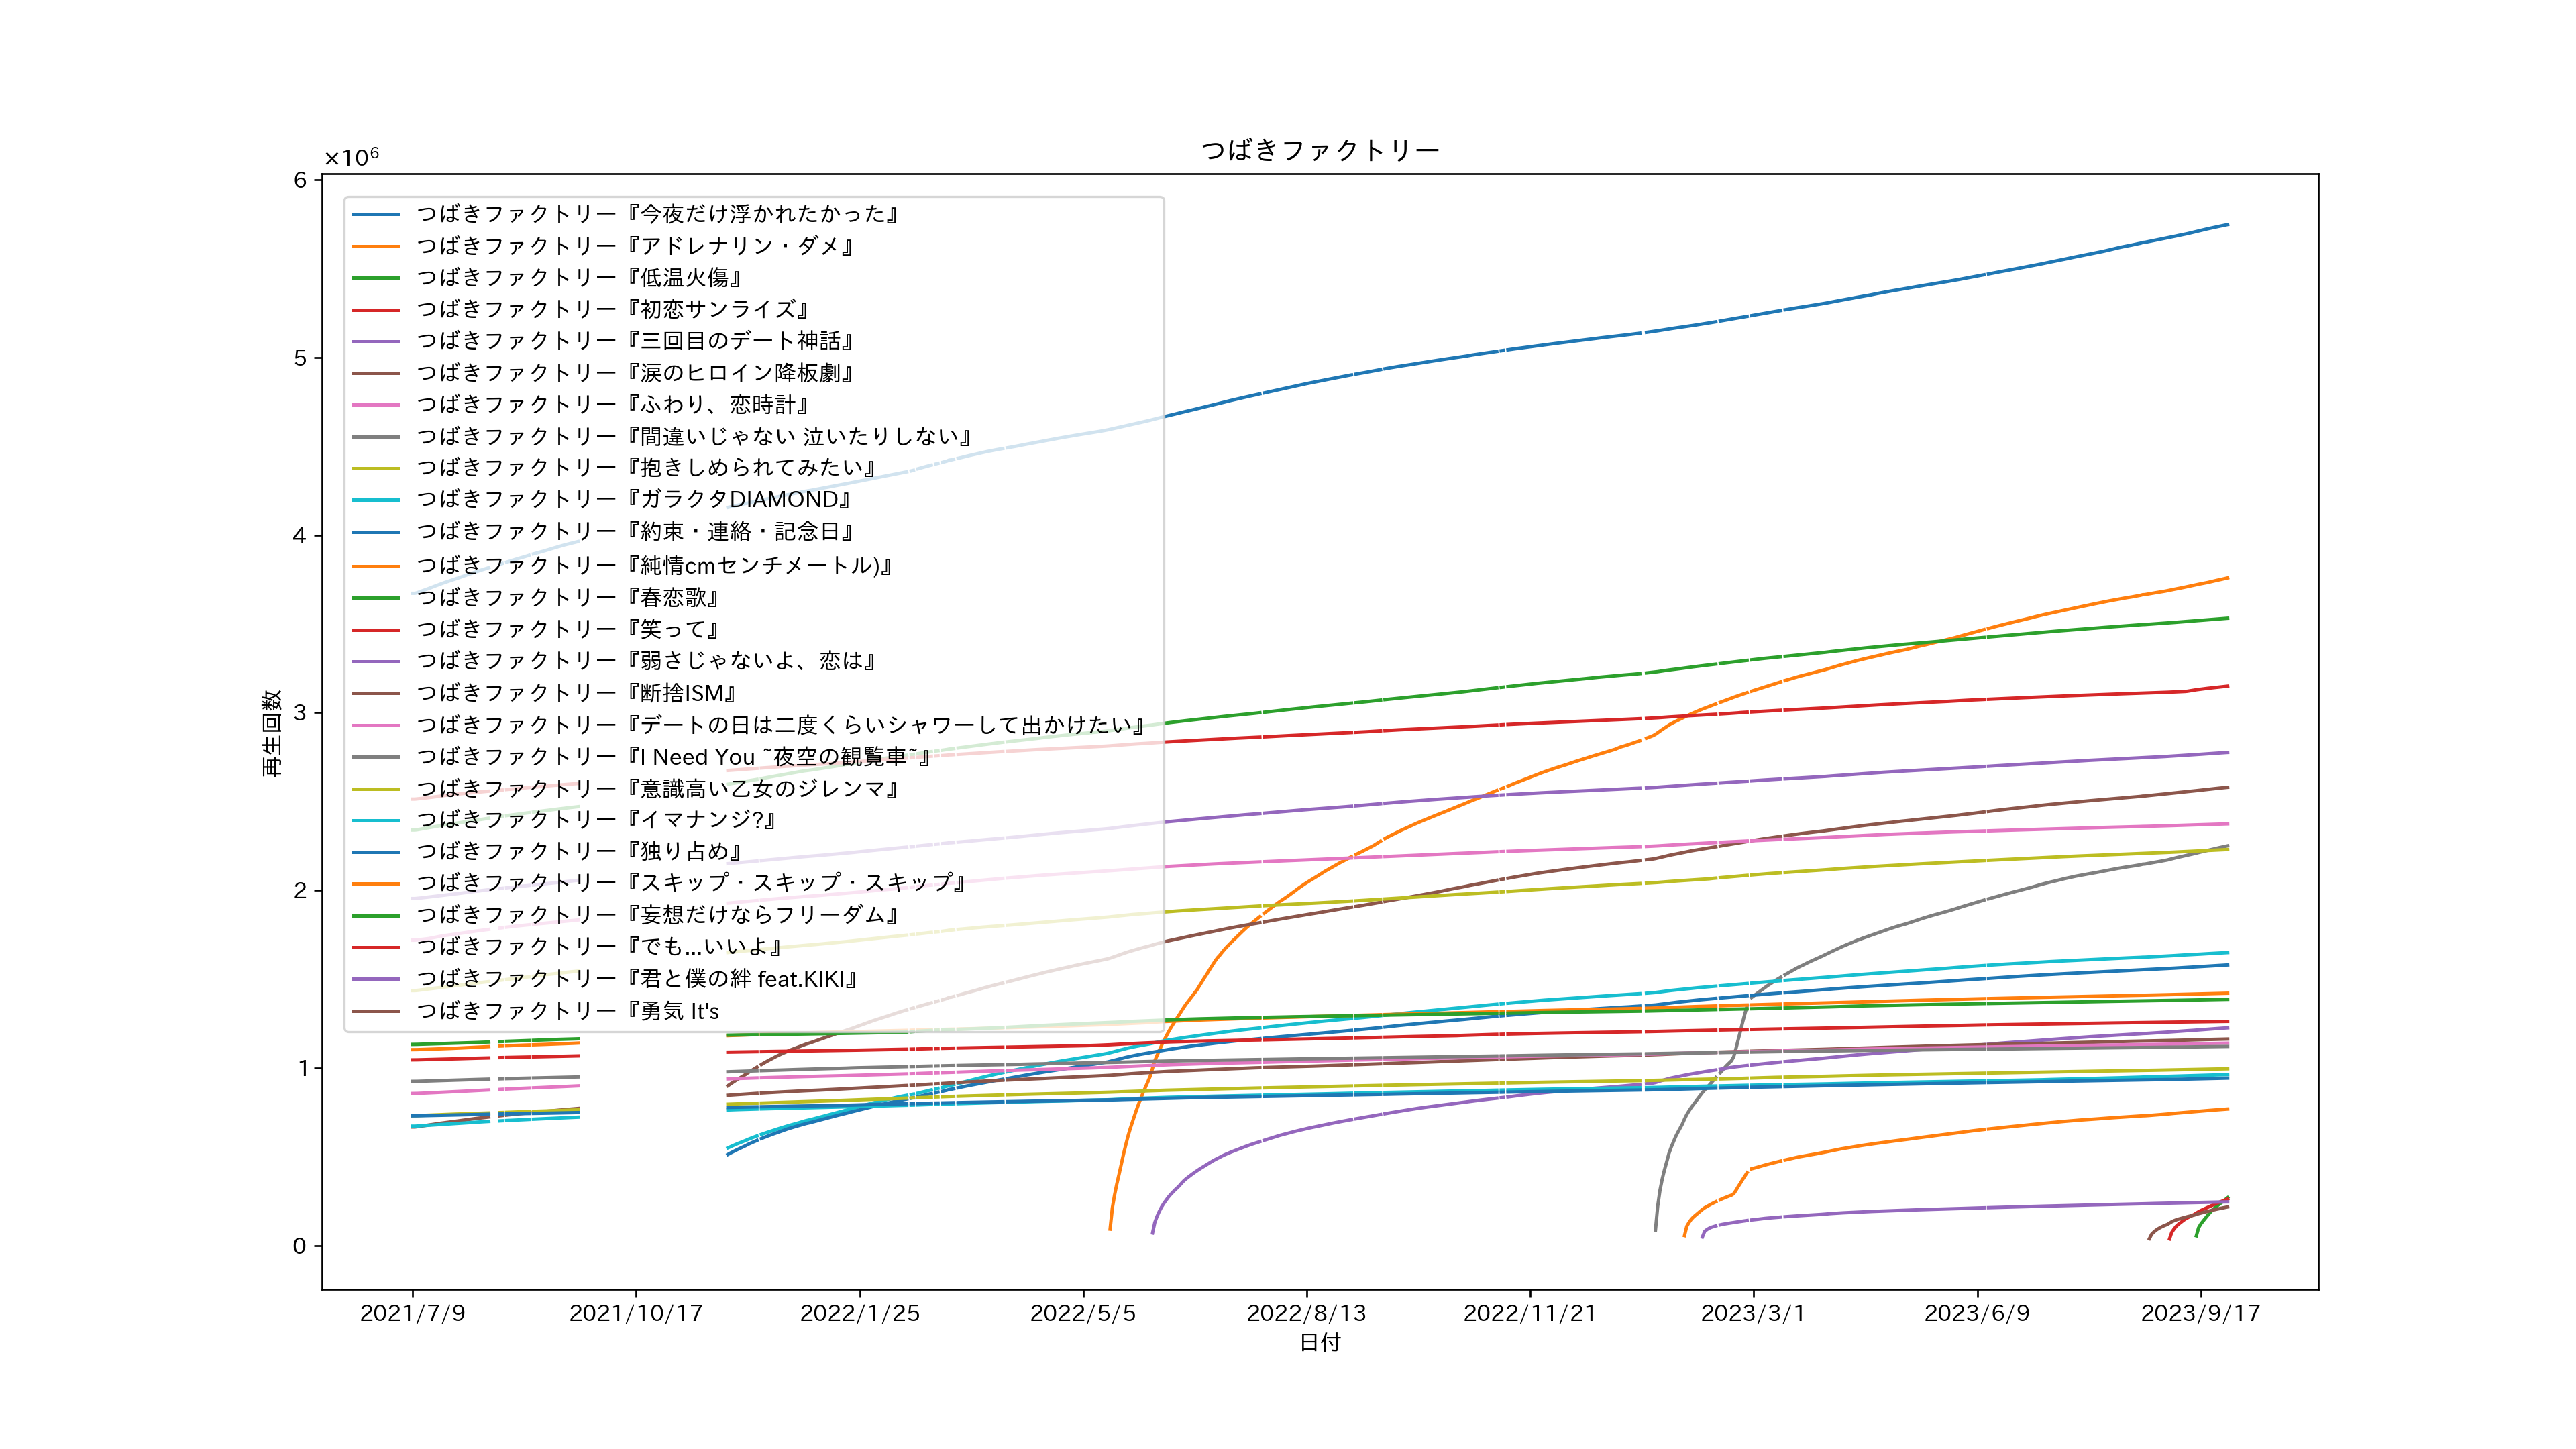 つばきファクトリー
×10⁶
6
5
4
3
2
1
0
再生回数
つばきファクトリー『今夜だけ浮かれたかった』
つばきファクトリー『アドレナリン・ダメ』
つばきファクトリー『低温火傷』
つばきファクトリー『初恋サンライズ』
つばきファクトリー『三回目のデート神話』
つばきファクトリー『涙のヒロイン降板劇』
つばきファクトリー『ふわり、恋時計』
つばきファクトリー『間違いじゃない 泣いたりしない』
つばきファクトリー『抱きしめられてみたい』
つばきファクトリー『ガラクタDIAMOND』
つばきファクトリー『約束・連絡・記念日』
つばきファクトリー『純情cmセンチメートル)』
つばきファクトリー『春恋歌』
つばきファクトリー『笑って』
つばきファクトリー『弱さじゃないよ、恋は』
つばきファクトリー『断捨ISM』
つばきファクトリー『デートの日は二度くらいシャワーして出かけたい』
つばきファクトリー『I Need You ~夜空の観覧車~』
つばきファクトリー『意識高い乙女のジレンマ』
つばきファクトリー『イマナンジ?』
つばきファクトリー『独り占め』
つばきファクトリー『スキップ・スキップ・スキップ』
つばきファクトリー『妄想だけならフリーダム』
つばきファクトリー『でも...いいよ』
つばきファクトリー『君と僕の絆 feat.KIKI』
つばきファクトリー『勇気 It's
2021/7/9 2021/10/17 2022/1/25 2022/5/5 2022/8/13 2022/11/21 2023/3/1 2023/6/9 2023/9/17
日付